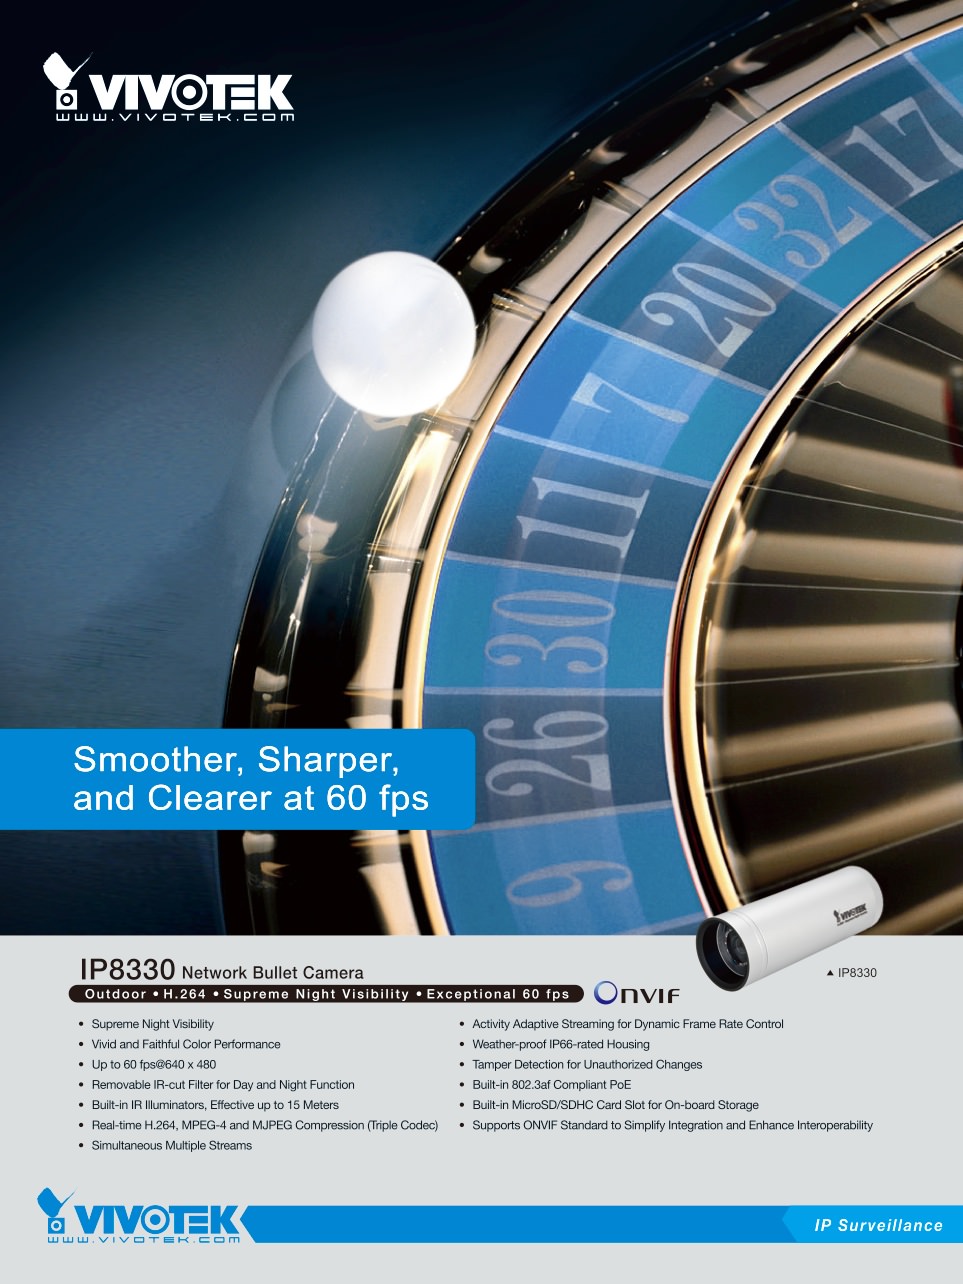 VIVOTEK
WWW.VIVOTEK.COM
17
32
20
7
11
30
26
9
Smoother, Sharper,
and Clearer at 60 fps
VIVOTEK
IP8330 Network Bullet Camera
▲ IP8330
Outdoor • H.264 • Supreme Night Visibility • Exceptional 60 fps
ONVIF
• Supreme Night Visibility
• Vivid and Faithful Color Performance
• Up to 60 fps@640 x 480
• Removable IR-cut Filter for Day and Night Function
• Built-in IR Illuminators, Effective up to 15 Meters
• Real-time H.264, MPEG-4 and MJPEG Compression (Triple Codec)
• Simultaneous Multiple Streams
• Activity Adaptive Streaming for Dynamic Frame Rate Control
• Weather-proof IP66-rated Housing
• Tamper Detection for Unauthorized Changes
• Built-in 802.3af Compliant PoE
• Built-in MicroSD/SDHC Card Slot for On-board Storage
• Supports ONVIF Standard to Simplify Integration and Enhance Interoperability
VIVOTEK
WWW.VIVOTEK.COM
IP Surveillance